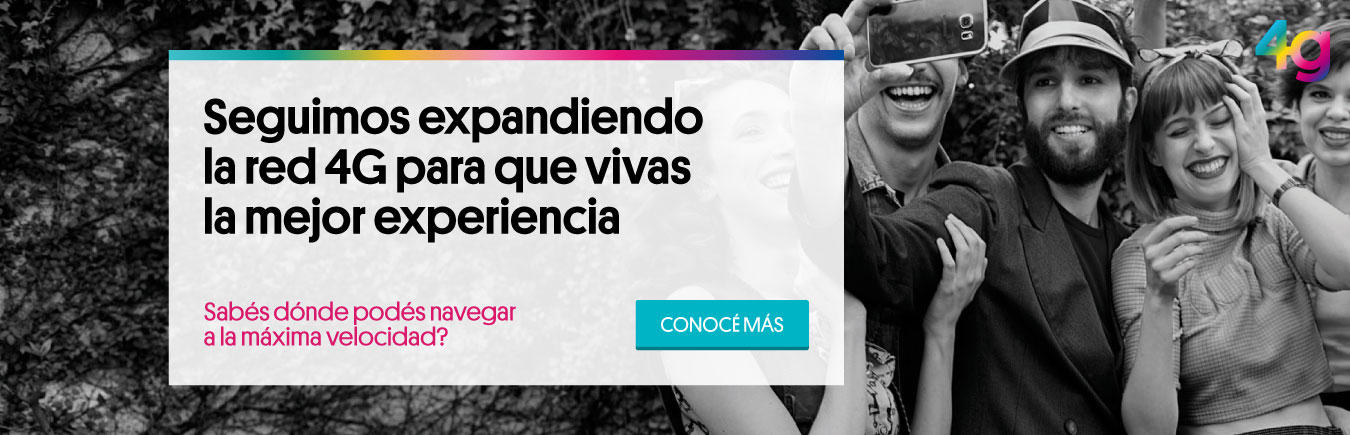 Seguimos expandiendo
la red 4G para que vivas
la mejor experiencia
Sabés dónde podés navegar
a la máxima velocidad?
CONOCÉ MÁS
4g